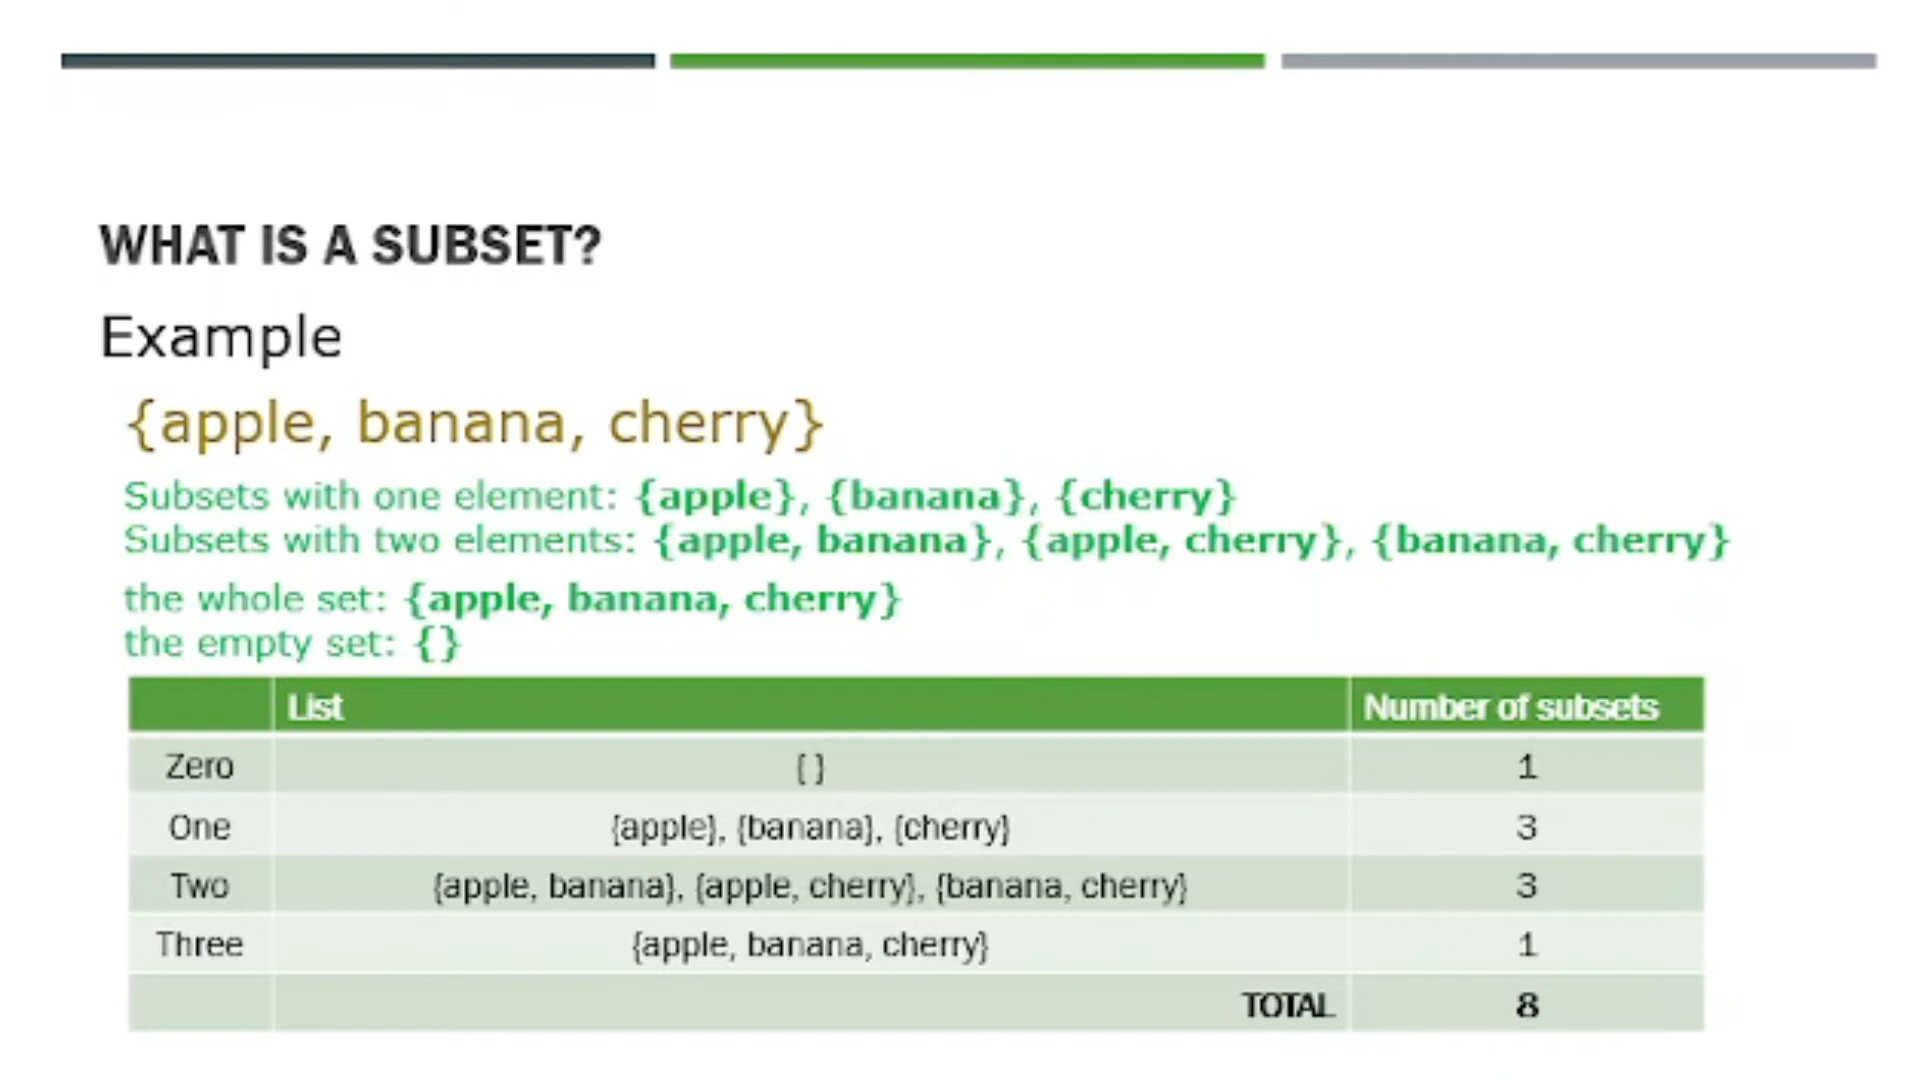 WHAT IS A SUBSET?
Example
{apple, banana, cherry}
Subsets with one element: {apple}, {banana}, {cherry}
Subsets with two elements: {apple, banana}, {apple, cherry}, {banana, cherry}
the whole set: {apple, banana, cherry}
the empty set: {}
List Number of subsets
Zero { } 1
One {apple}, {banana}, {cherry} 3
Two {apple, banana}, {apple, cherry}, {banana, cherry} 3
Three {apple, banana, cherry} 1
TOTAL 8